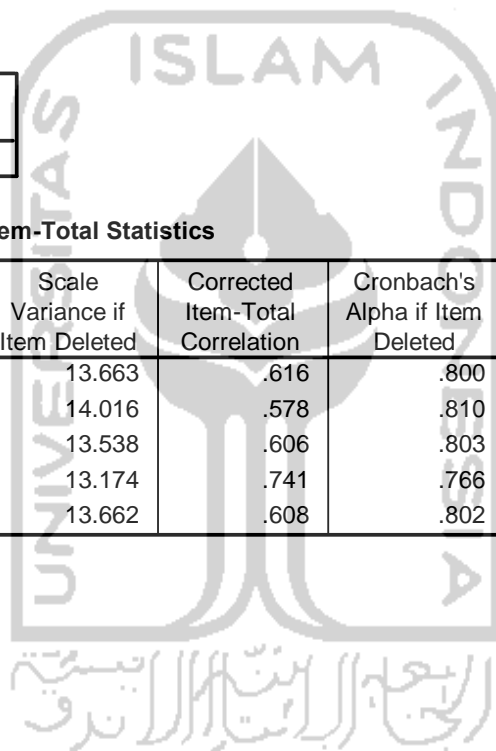 ISLAM
UNIVERSITAS
INDONESIA
em-Total Statistics
Scale Variance if Item Deleted | Corrected Item-Total Correlation | Cronbach's Alpha if Item Deleted
13.663 .616 .800
14.016 .578 .810
13.538 .606 .803
13.174 .741 .766
13.662 .608 .802